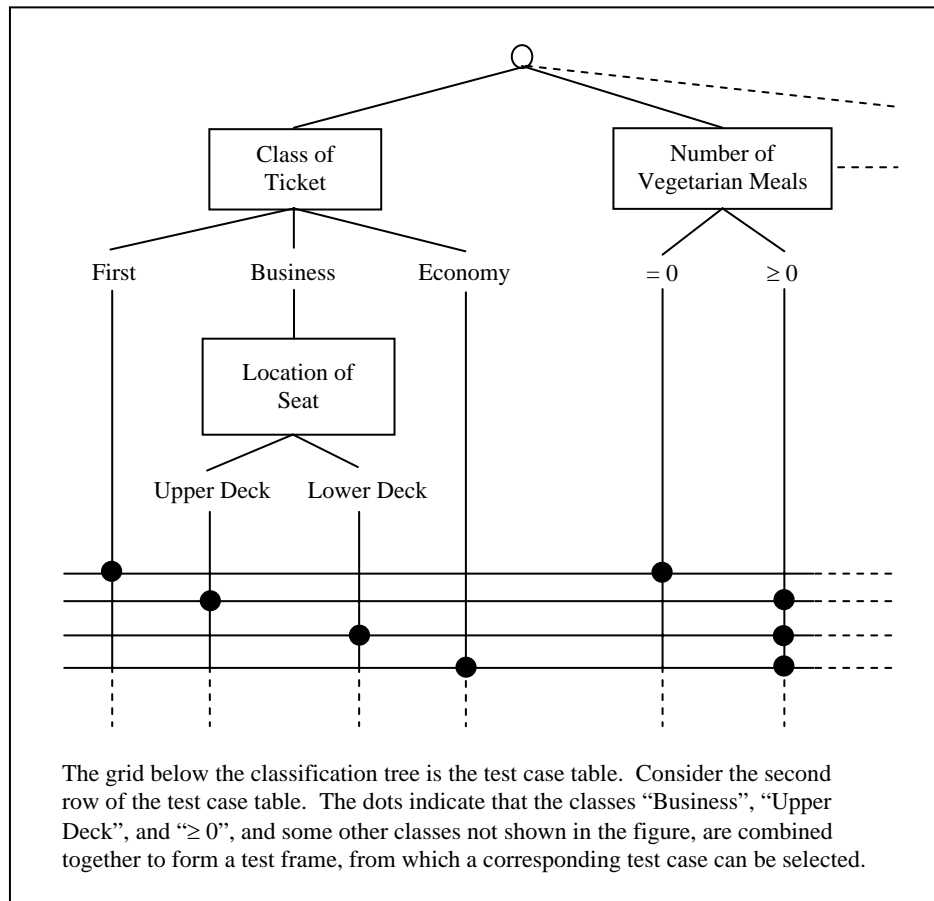 Class of
Ticket
Number of
Vegetarian Meals
First
Business
Economy
= 0
≥ 0
Location of
Seat
Upper Deck
Lower Deck
The grid below the classification tree is the test case table. Consider the second
row of the test case table. The dots indicate that the classes “Business”, “Upper
Deck”, and “≥ 0”, and some other classes not shown in the figure, are combined
together to form a test frame, from which a corresponding test case can be selected.